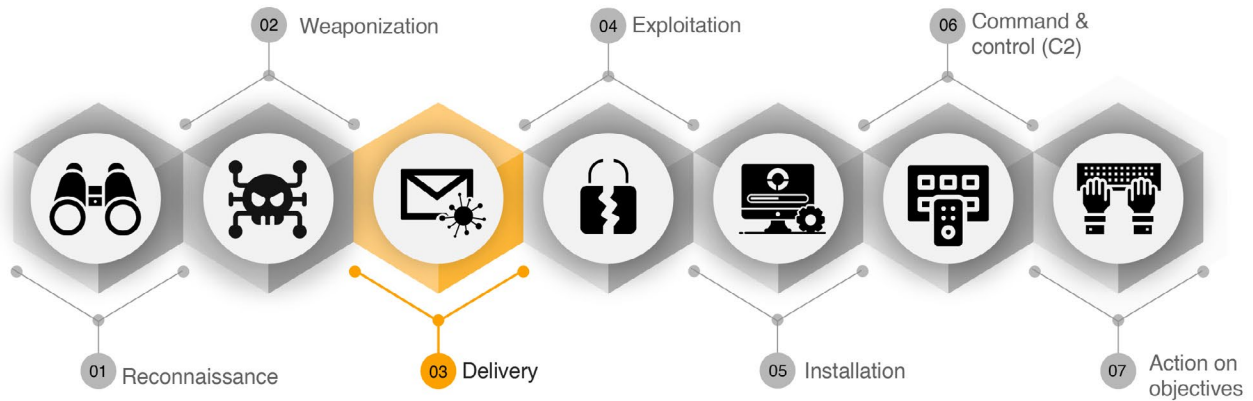 02 Weaponization
04 Exploitation
06 Command &
control (C2)
01 Reconnaissance
03 Delivery
05 Installation
07 Action on
objectives